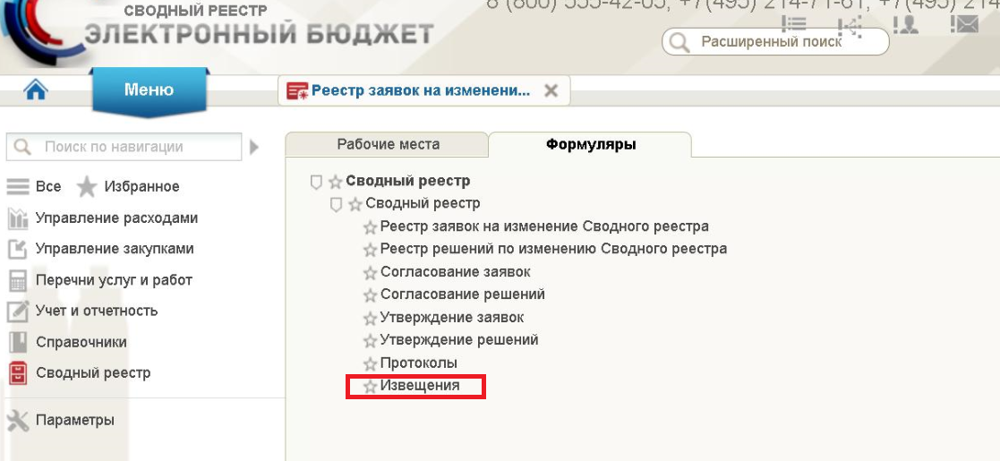 СВОДНЫЙ РЕЕСТР
8 (800) 555-42-05, +7(495) 214-71-61, +7(495) 214
ЭЛЕКТРОННЫЙ БЮДЖЕТ
Расширенный поиск
Меню
Реестр заявок на изменени...
Поиск по навигации
Рабочие места
Формуляры
Все
Избранное
Управление расходами
Управление закупками
Перечни услуг и работ
Учет и отчетность
Справочники
Сводный реестр
Параметры
Сводный реестр
Сводный реестр
Реестр заявок на изменение Сводного реестра
Реестр решений по изменению Сводного реестра
Согласование заявок
Согласование решений
Утверждение заявок
Утверждение решений
Протоколы
Извещения